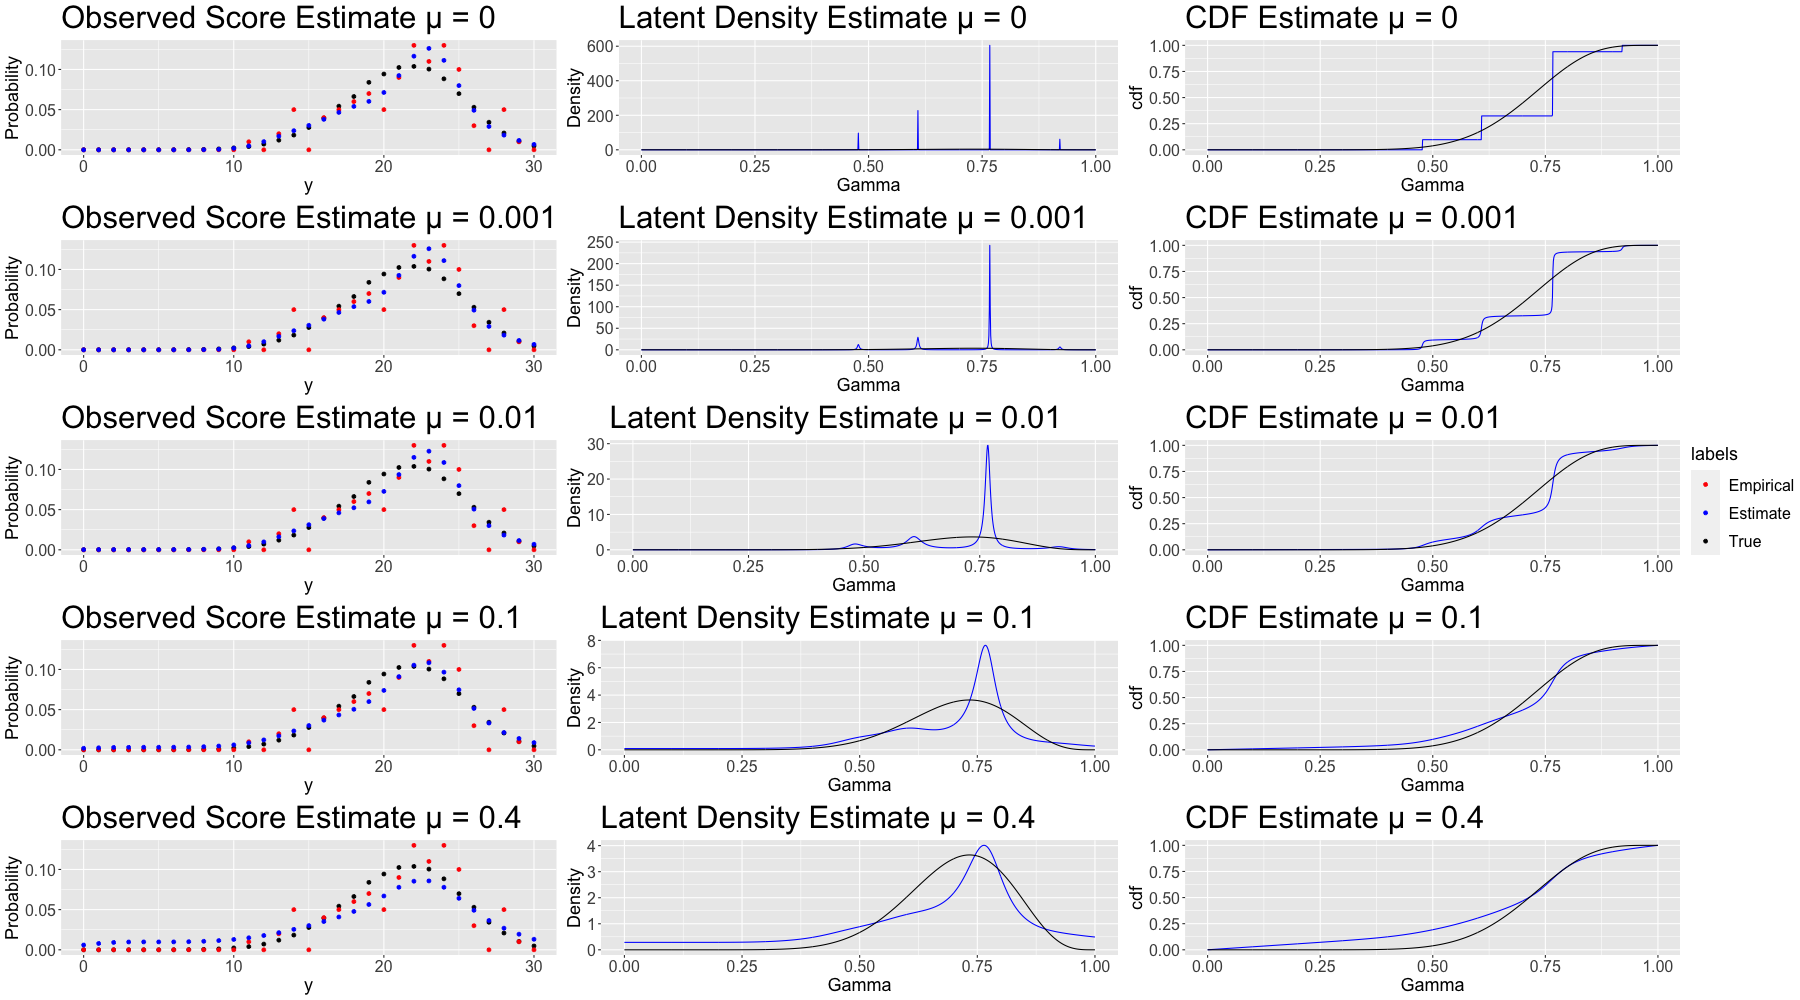 Observed Score Estimate μ = 0
Latent Density Estimate μ = 0
CDF Estimate μ = 0
Probability
0.10
0.05
0.00
0 10 20 30
y
Density
600
400
200
0
0.00 0.25 0.50 0.75 1.00
Gamma
cdf
1.00
0.75
0.50
0.25
0.00
0.00 0.25 0.50 0.75 1.00
Gamma
Observed Score Estimate μ = 0.001
Latent Density Estimate μ = 0.001
CDF Estimate μ = 0.001
Probability
0.10
0.05
0.00
0 10 20 30
y
Density
250
200
150
100
50
0
0.00 0.25 0.50 0.75 1.00
Gamma
cdf
1.00
0.75
0.50
0.25
0.00
0.00 0.25 0.50 0.75 1.00
Gamma
Observed Score Estimate μ = 0.01
Latent Density Estimate μ = 0.01
CDF Estimate μ = 0.01
Probability
0.10
0.05
0.00
0 10 20 30
y
Density
30
20
10
0
0.00 0.25 0.50 0.75 1.00
Gamma
cdf
1.00
0.75
0.50
0.25
0.00
0.00 0.25 0.50 0.75 1.00
Gamma
labels
Empirical
Estimate
True
Observed Score Estimate μ = 0.1
Latent Density Estimate μ = 0.1
CDF Estimate μ = 0.1
Probability
0.10
0.05
0.00
0 10 20 30
y
Density
8
6
4
2
0
0.00 0.25 0.50 0.75 1.00
Gamma
cdf
1.00
0.75
0.50
0.25
0.00
0.00 0.25 0.50 0.75 1.00
Gamma
Observed Score Estimate μ = 0.4
Latent Density Estimate μ = 0.4
CDF Estimate μ = 0.4
Probability
0.10
0.05
0.00
0 10 20 30
y
Density
4
3
2
1
0
0.00 0.25 0.50 0.75 1.00
Gamma
cdf
1.00
0.75
0.50
0.25
0.00
0.00 0.25 0.50 0.75 1.00
Gamma